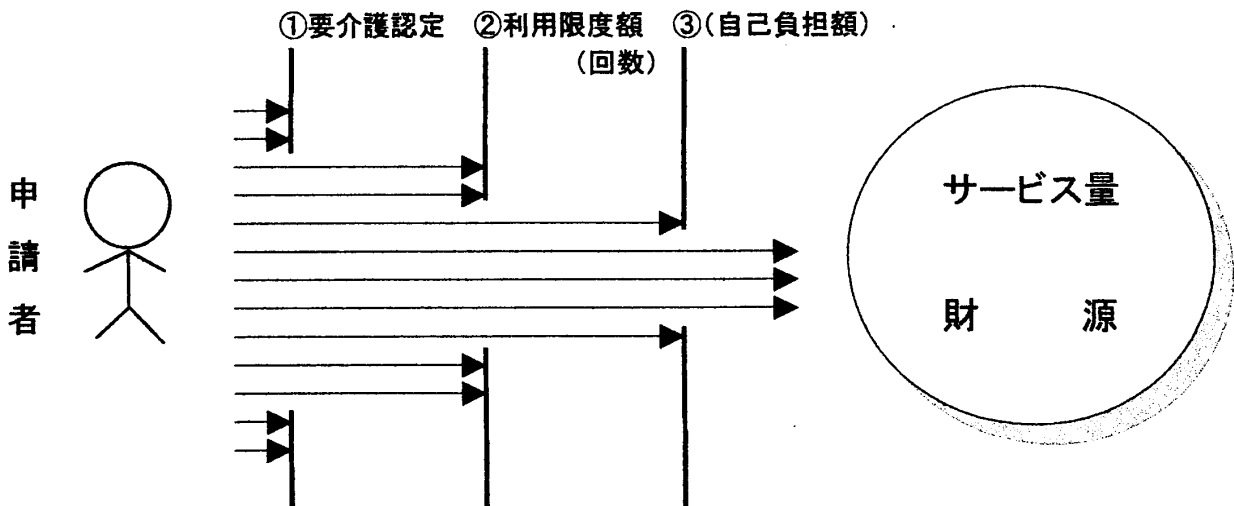 ①要介護認定 ②利用限度額 ③(自己負担額)
(回数)
申請者
サービス量
財 源